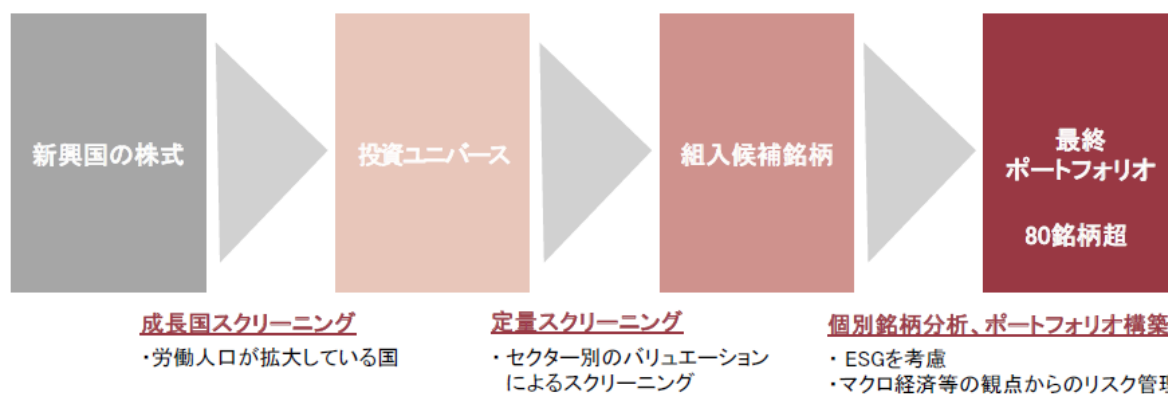 新興国の株式
投資ユニバース
組入候補銘柄
最終
ポートフォリオ
80銘柄超
成長国スクリーニング
・労働人口が拡大している国
定量スクリーニング
・セクター別のバリュエーション
によるスクリーニング
個別銘柄分析、ポートフォリオ構築
・ESGを考慮
・マクロ経済等の観点からのリスク管理